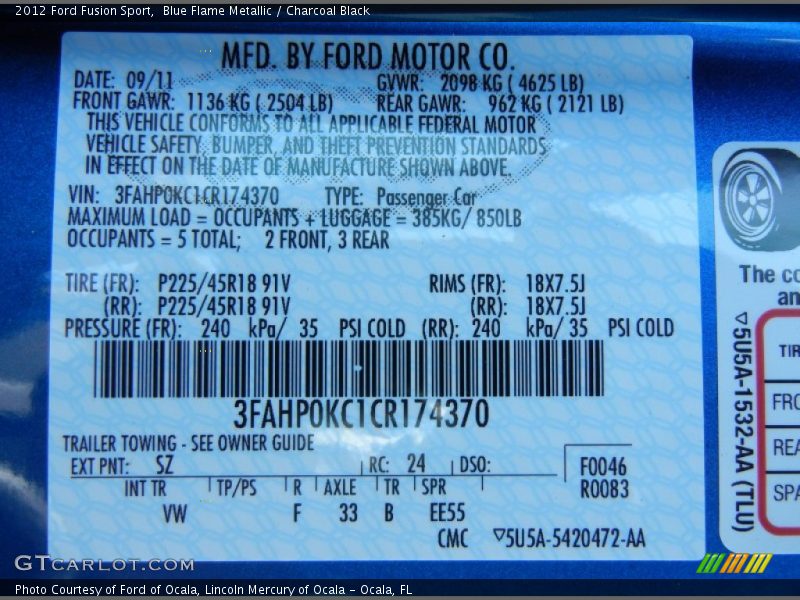 2012 Ford Fusion Sport,  Blue Flame Metallic / Charcoal Black
MFD. BY FORD MOTOR CO.
DATE: 09/11 GVWR: 2098 KG ( 4625 LB)
FRONT GAWR: 1136 KG ( 2504 LB) REAR GAWR: 962 KG ( 2121 LB)
THIS VEHICLE CONFORMS TO ALL APPLICABLE FEDERAL MOTOR
VEHICLE SAFETY, BUMPER, AND THEFT PREVENTION STANDARDS
IN EFFECT ON THE DATE OF MANUFACTURE SHOWN ABOVE.
VIN: 3FAHP0KC1CR174370 TYPE: Passenger Car
MAXIMUM LOAD = OCCUPANTS + LUGGAGE = 385KG/ 850LB
OCCUPANTS = 5 TOTAL; 2 FRONT, 3 REAR
TIRE (FR): P225/45R18 91V RIMS (FR): 18X7.5J
(RR): P225/45R18 91V (RR): 18X7.5J
PRESSURE (FR): 240 kPa/ 35 PSI COLD (RR): 240 kPa/ 35 PSI COLD
3FAHP0KC1CR174370
TRAILER TOWING - SEE OWNER GUIDE
EXT PNT: SZ RC: 24 DSO: F0046
INT TR TP/PS R AXLE TR SPR R0083
VW F 33 B EE55
CMC ▽5U5A-5420472-AA
The co
an
▽5U5A-1532-AA (TLU)
TIR
FRO
REA
SPA
GTCARLOT.COM
Photo Courtesy of Ford of Ocala, Lincoln Mercury of Ocala - Ocala, FL